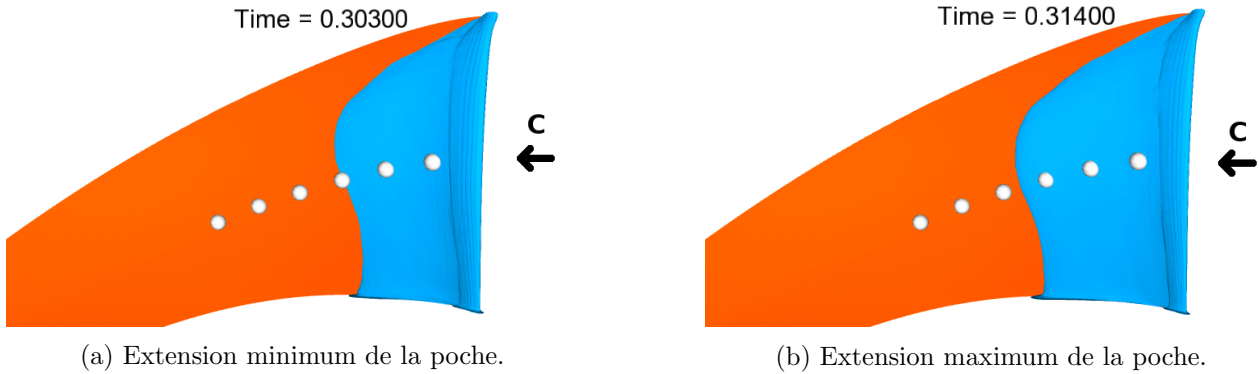 Time = 0.30300
Time = 0.31400
C
C
(a) Extension minimum de la poche.
(b) Extension maximum de la poche.